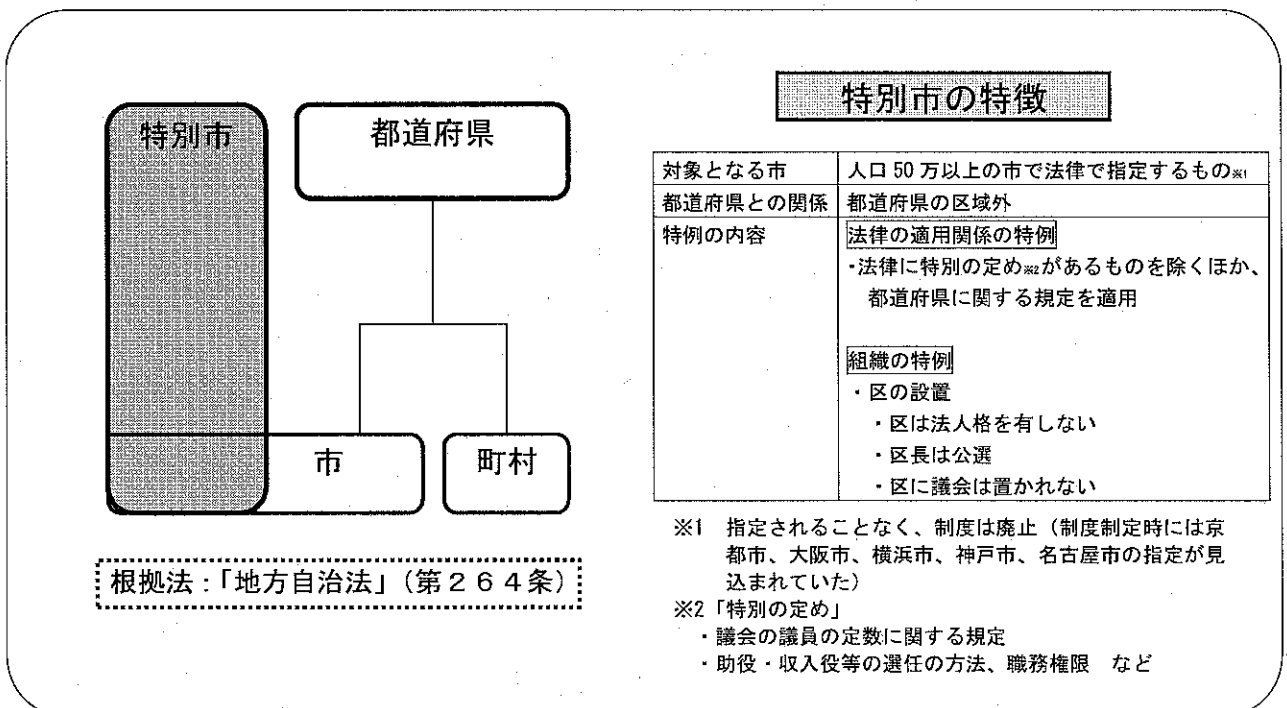 特別市
都道府県
市
町村
根拠法：「地方自治法」（第２６４条）
特別市の特徴
対象となる市　人口50万以上の市で法律で指定するもの※1
都道府県との関係　都道府県の区域外
特例の内容　法律の適用関係の特例
・法律に特別の定め※2があるものを除くほか、
都道府県に関する規定を適用
組織の特例
・区の設置
・区は法人格を有しない
・区長は公選
・区に議会は置かれない
※1　指定されることなく、制度は廃止（制度制定時には京
都市、大阪市、横浜市、神戸市、名古屋市の指定が見
込まれていた）
※2「特別の定め」
・議会の議員の定数に関する規定
・助役・収入役等の選任の方法、職務権限　など